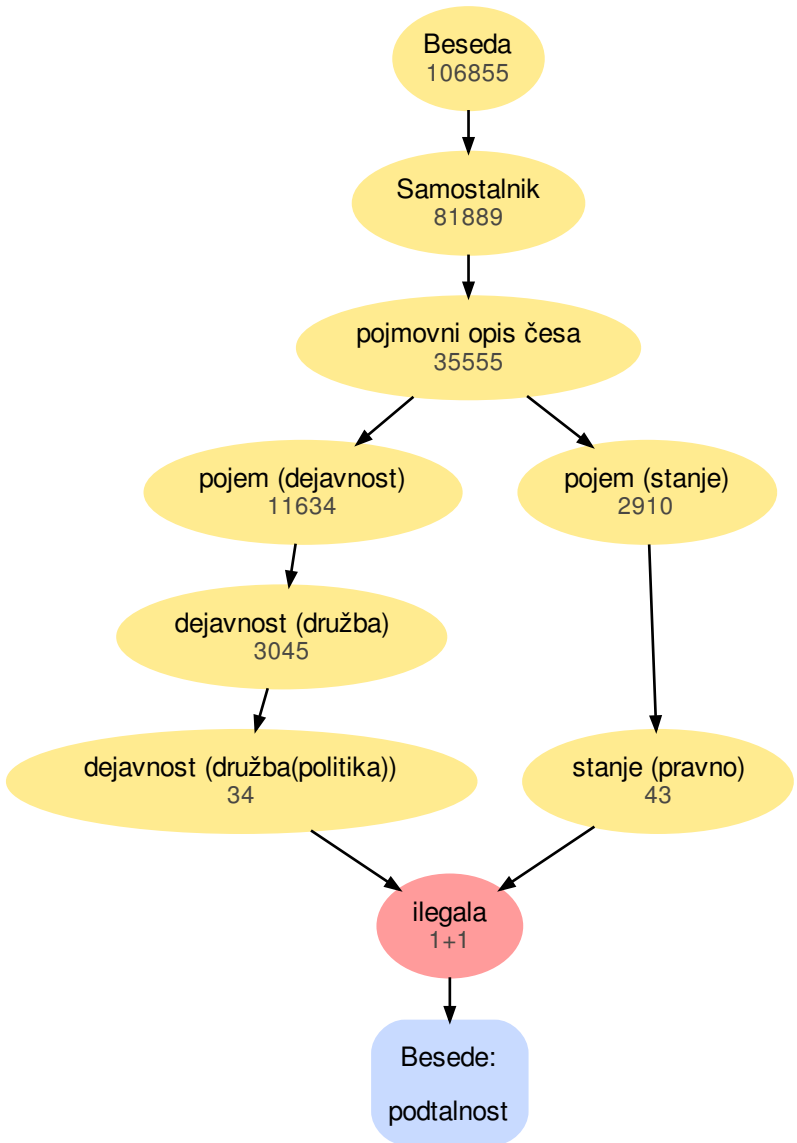 Beseda
106855
Samostalnik
81889
pojmovni opis česa
35555
pojem (dejavnost)
11634
pojem (stanje)
2910
dejavnost (družba)
3045
dejavnost (družba(politika))
34
stanje (pravno)
43
ilegala
1+1
Besede:
podtalnost